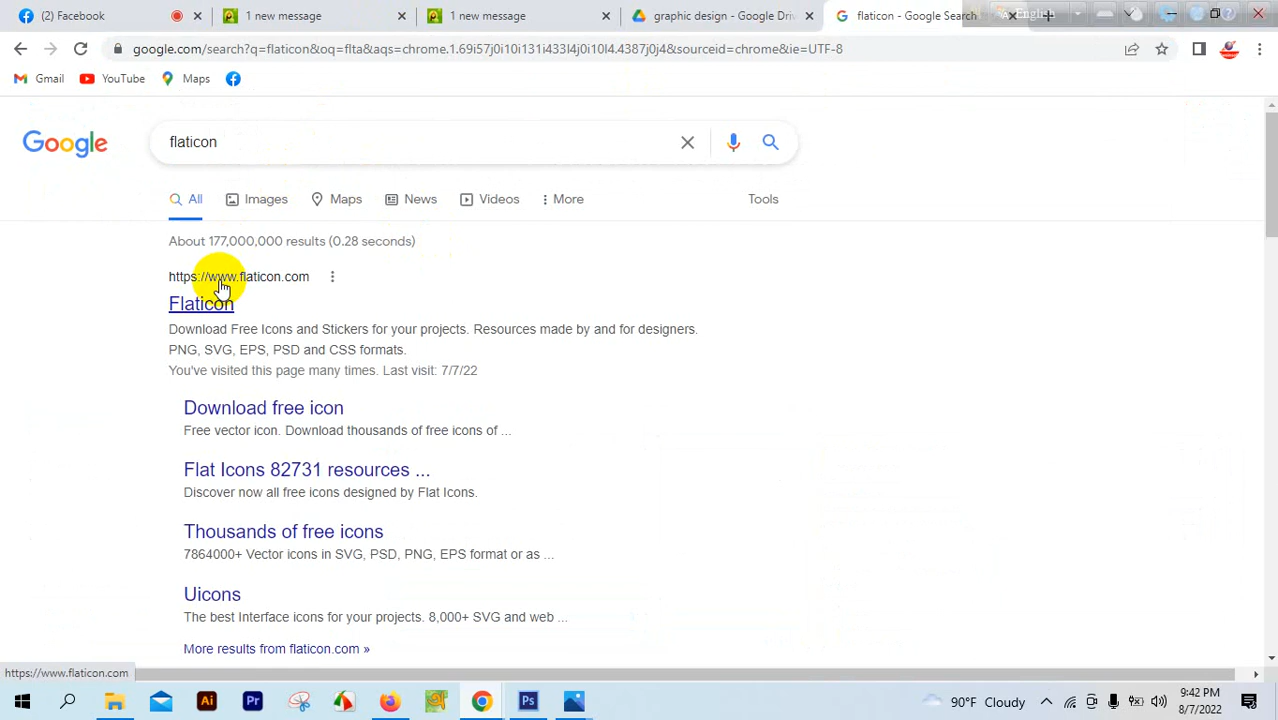 (2) Facebook
1 new message
1 new message
graphic design - Google Driv
flaticon - Google Search
English
google.com/search?q=flaticon&oq=flta&aqs=chrome.1.69i57j0i10i131i433l4j0i10l4.4387j0j4&sourceid=chrome&ie=UTF-8
Gmail
YouTube
Maps
Google
flaticon
All
Images
Maps
News
Videos
More
Tools
About 177,000,000 results (0.28 seconds)
https://www.flaticon.com
Flaticon
Download Free Icons and Stickers for your projects. Resources made by and for designers.
PNG, SVG, EPS, PSD and CSS formats.
You've visited this page many times. Last visit: 7/7/22
Download free icon
Free vector icon. Download thousands of free icons of ...
Flat Icons 82731 resources ...
Discover now all free icons designed by Flat Icons.
Thousands of free icons
7864000+ Vector icons in SVG, PSD, PNG, EPS format or as ...
Uicons
The best Interface icons for your projects. 8,000+ SVG and web ...
More results from flaticon.com »
https://www.flaticon.com
Ai
Pr
Ps
90°F Cloudy
9:42 PM
8/7/2022